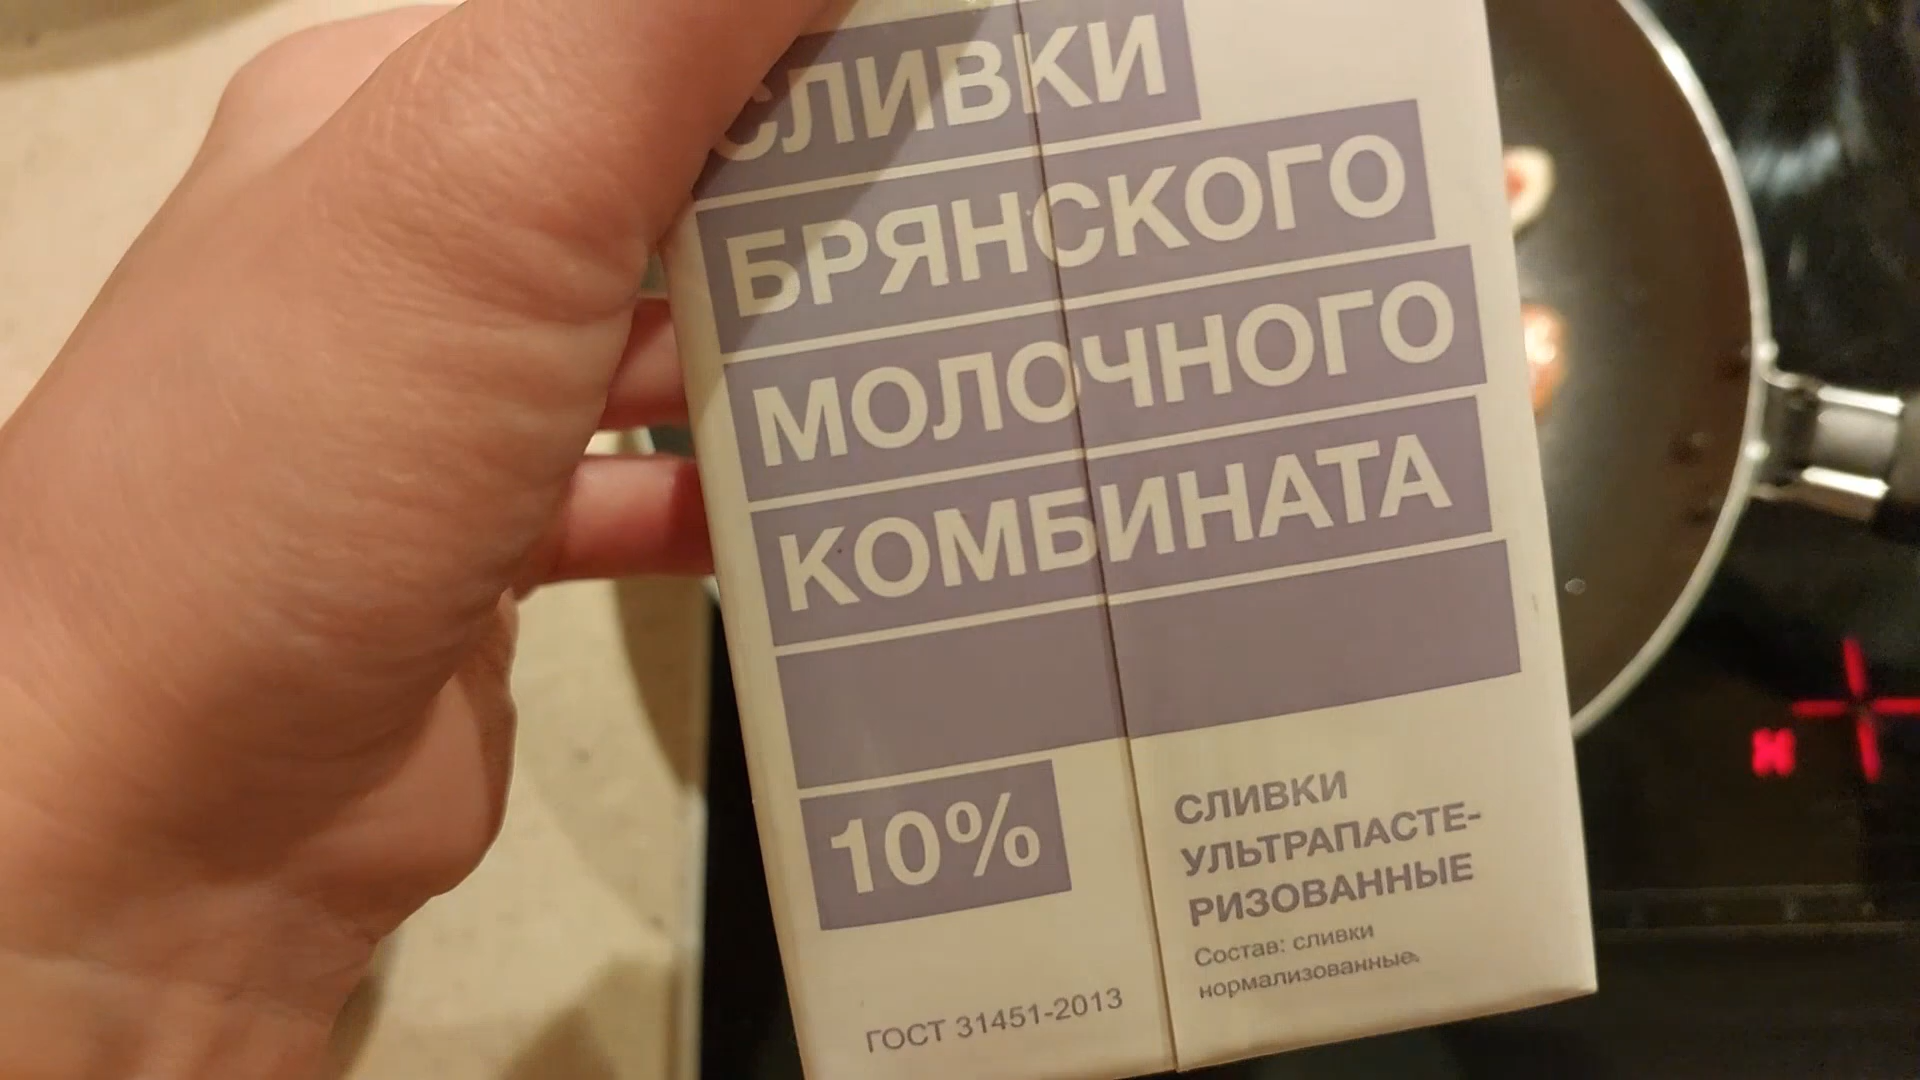 СЛИВКИ
БРЯНСКОГО
МОЛОЧНОГО
КОМБИНАТА
10%
СЛИВКИ
УЛЬТРАПАСТЕ-
РИЗОВАННЫЕ
Состав: сливки
нормализованные.
ГОСТ 31451-2013
H